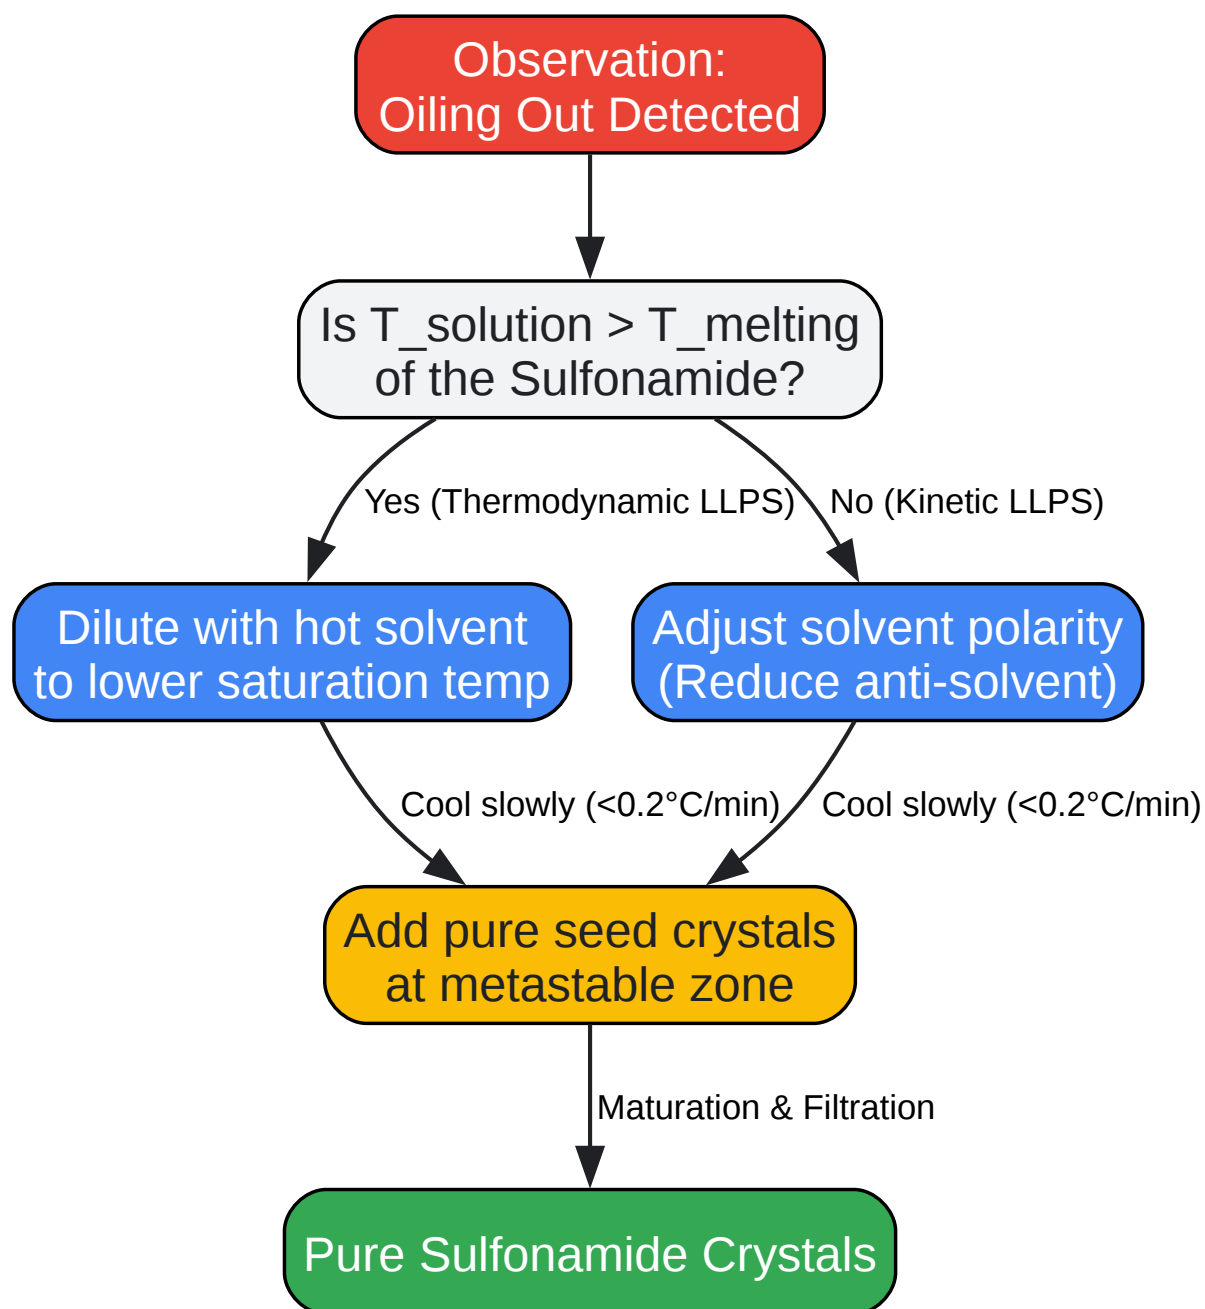 Observation:
Oiling Out Detected
Is T_solution > T_melting
of the Sulfonamide?
Yes (Thermodynamic LLPS)
No (Kinetic LLPS)
Dilute with hot solvent
to lower saturation temp
Adjust solvent polarity
(Reduce anti-solvent)
Cool slowly (<0.2°C/min)
Cool slowly (<0.2°C/min)
Add pure seed crystals
at metastable zone
Maturation & Filtration
Pure Sulfonamide Crystals